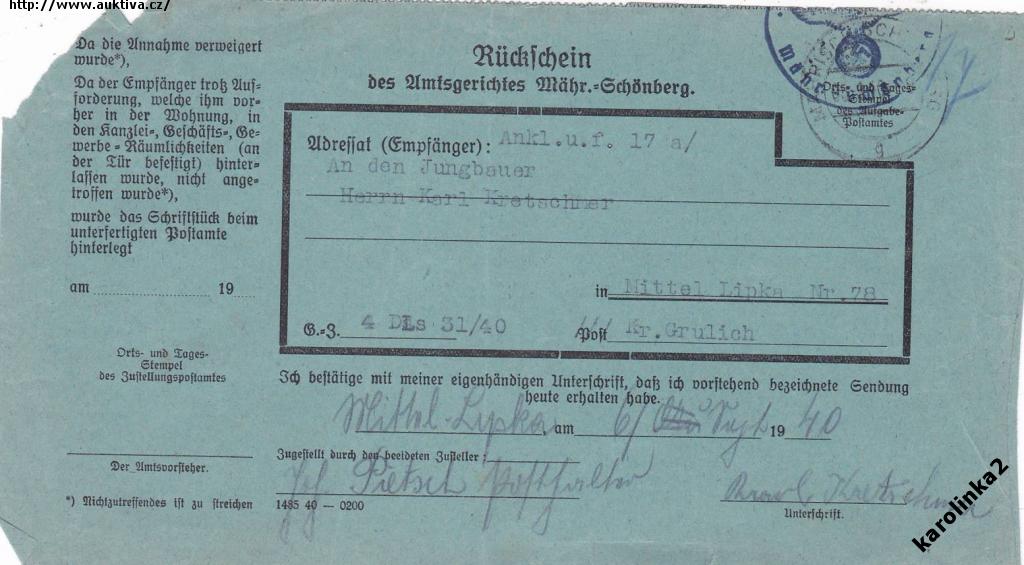 http://www.auktiva.cz/
Da die Annahme verweigert
wurde*),
Da der Empfänger trotz Auf-
forderung, welche ihm vor-
her in der Wohnung, in
den Kanzlei-, Geschäfts-, Ge-
werbe-Räumlichkeiten (an
der Tür befestigt) hinter-
lassen wurde, nicht ange-
troffen wurde*),
wurde das Schriftstück beim
unterfertigten Postamte
hinterlegt
am 19
Orts- und Tages-
Stempel
des Zustellungspostamtes
Der Amtsvorsteher.
*) Nichtzutreffendes ist zu streichen
Rückschein
des Amtsgerichtes Mähr.-Schönberg.
Orts- und Tages-
Stempel
des Aufgabe-
Postamtes
g
Adressat (Empfänger): Ankl.u.f. 17 a/
An den Jungbauer
Herrn Karl Kretschmer
in Mittel Lipka Nr.78
G.-Z. 4 DLs 31/40 Post Kr.Grulich
Ich bestätige mit meiner eigenhändigen Unterschrift, daß ich vorstehend bezeichnete Sendung
heute erhalten habe.
Mittel-Lipka, am 6/ Sept 19 40
Zugestellt durch den beeideten Zusteller:
Joh Pietsch Posthalter
Karl Kretschmer
1485 40 — 0200
Unterschrift.
karolinka2